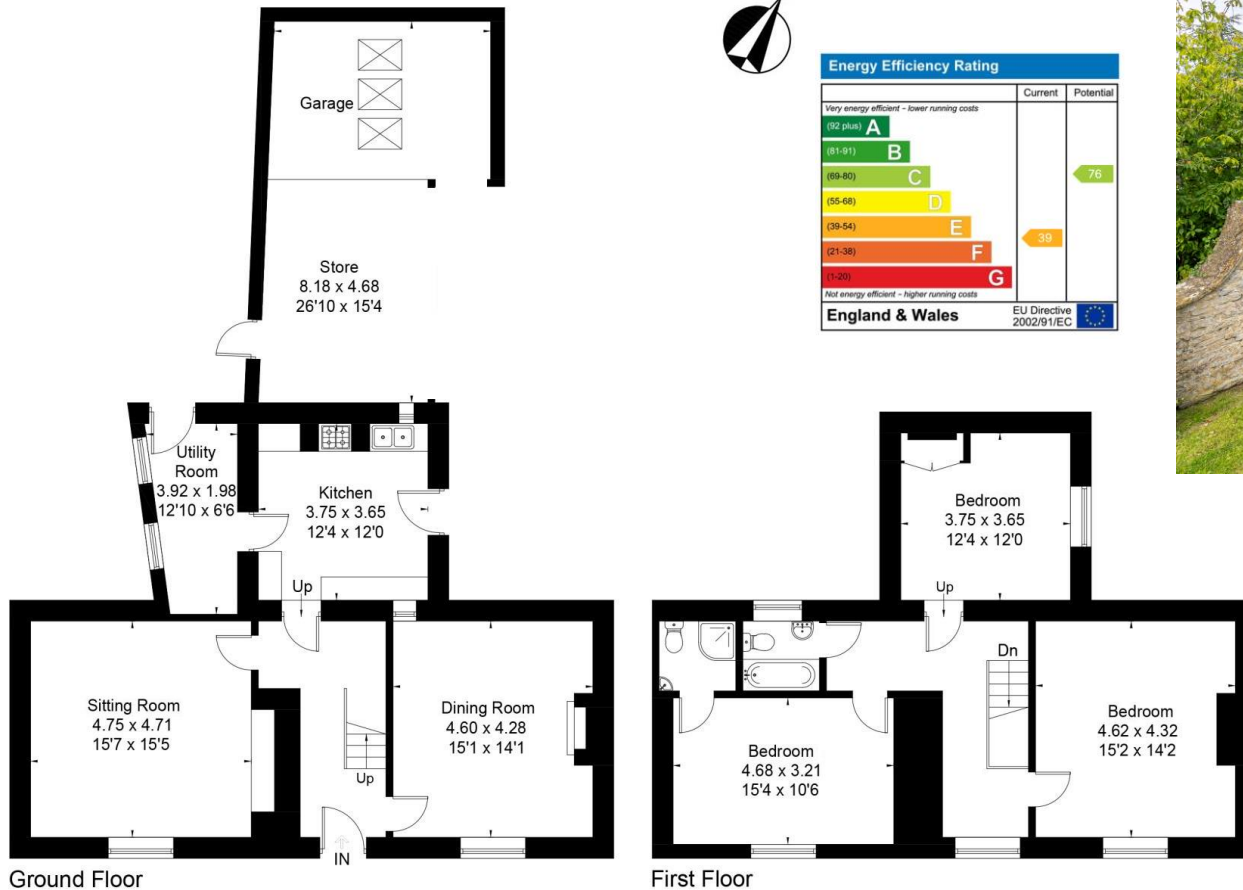 Garage
Store
8.18 x 4.68
26'10 x 15'4
Utility
Room
3.92 x 1.98
12'10 x 6'6
Kitchen
3.75 x 3.65
12'4 x 12'0
Up
Sitting Room
4.75 x 4.71
15'7 x 15'5
Up
Dining Room
4.60 x 4.28
15'1 x 14'1
IN
Ground Floor
Energy Efficiency Rating
Current
Potential
Very energy efficient - lower running costs
(92 plus) A
(81-91) B
(69-80) C
(55-68) D
(39-54) E
(21-38) F
(1-20) G
76
39
Not energy efficient - higher running costs
England & Wales
EU Directive
2002/91/EC
Bedroom
3.75 x 3.65
12'4 x 12'0
Up
Dn
Bedroom
4.68 x 3.21
15'4 x 10'6
Bedroom
4.62 x 4.32
15'2 x 14'2
First Floor